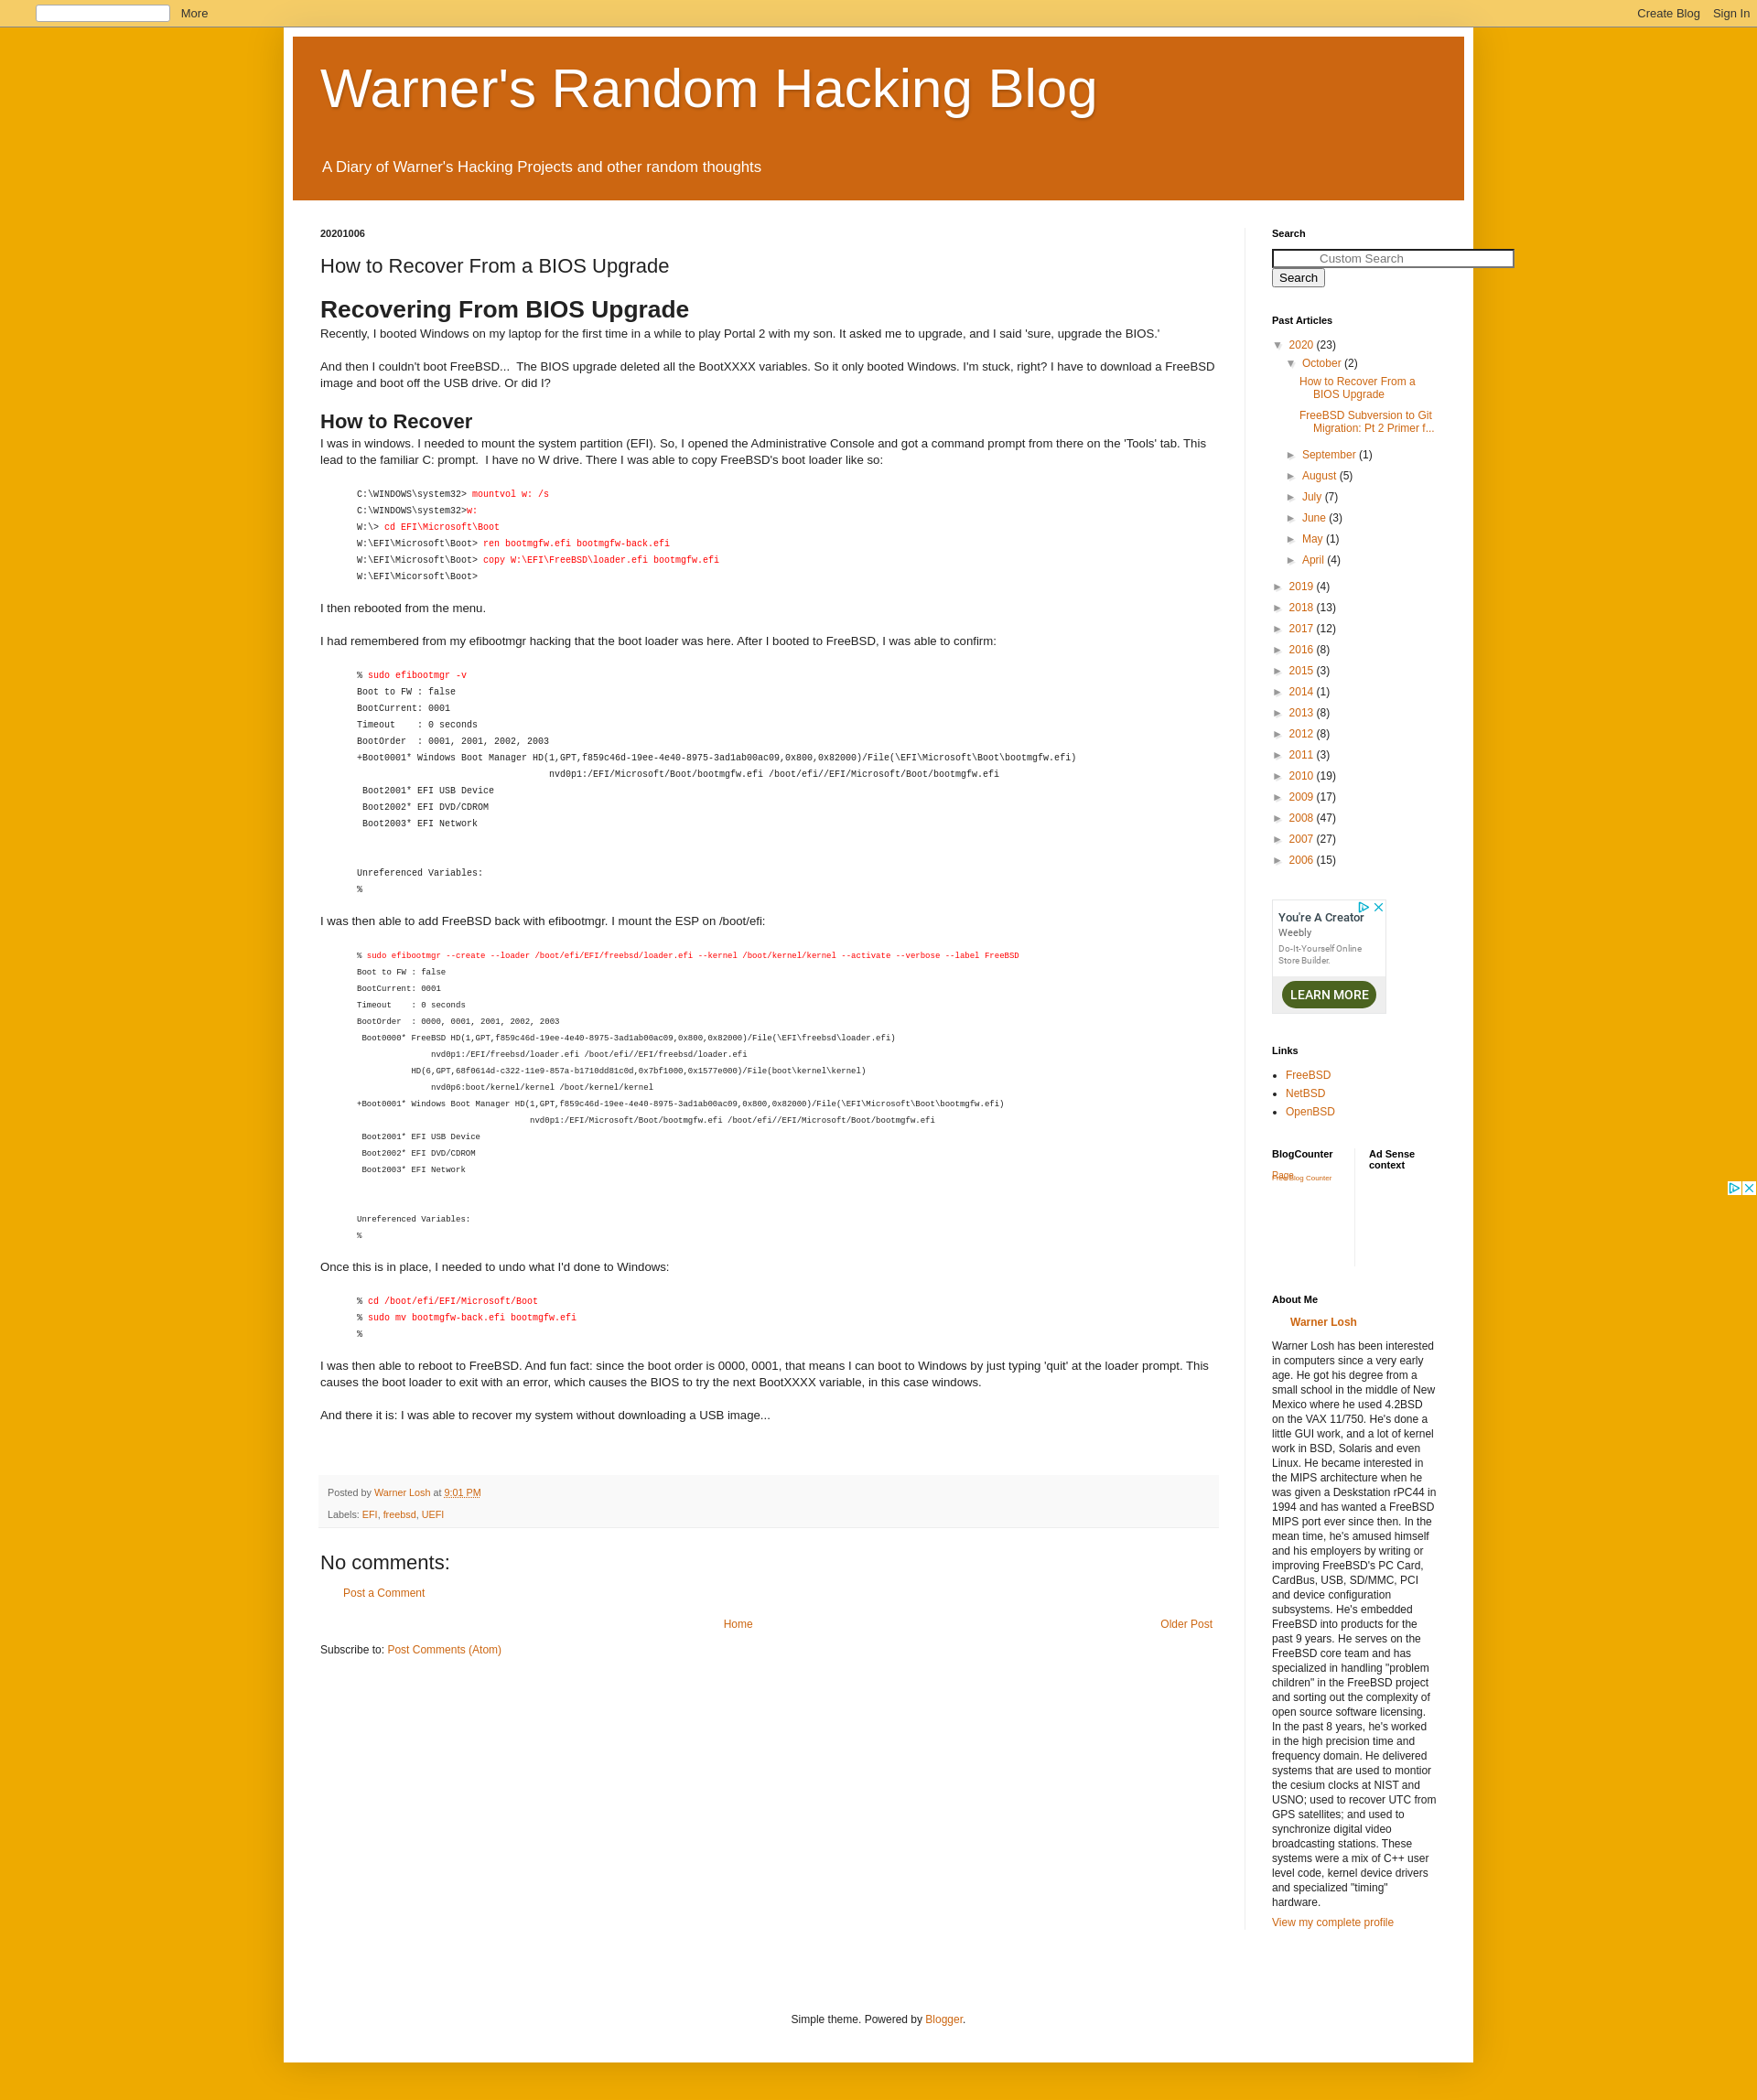 More
Create Blog Sign In
Warner's Random Hacking Blog
A Diary of Warner's Hacking Projects and other random thoughts
20201006
How to Recover From a BIOS Upgrade
Recovering From BIOS Upgrade
Recently, I booted Windows on my laptop for the first time in a while to play Portal 2 with my son. It asked me to upgrade, and I said 'sure, upgrade the BIOS.'
And then I couldn't boot FreeBSD...  The BIOS upgrade deleted all the BootXXXX variables. So it only booted Windows. I'm stuck, right? I have to download a FreeBSD
image and boot off the USB drive. Or did I?
How to Recover
I was in windows. I needed to mount the system partition (EFI). So, I opened the Administrative Console and got a command prompt from there on the 'Tools' tab. This
lead to the familiar C: prompt.  I have no W drive. There I was able to copy FreeBSD's boot loader like so:
C:\WINDOWS\system32> mountvol w: /s
C:\WINDOWS\system32>w:
W:\> cd EFI\Microsoft\Boot
W:\EFI\Microsoft\Boot> ren bootmgfw.efi bootmgfw-back.efi
W:\EFI\Microsoft\Boot> copy W:\EFI\FreeBSD\loader.efi bootmgfw.efi
W:\EFI\Micorsoft\Boot>
I then rebooted from the menu.
I had remembered from my efibootmgr hacking that the boot loader was here. After I booted to FreeBSD, I was able to confirm:
% sudo efibootmgr -v
Boot to FW : false
BootCurrent: 0001
Timeout    : 0 seconds
BootOrder  : 0001, 2001, 2002, 2003
+Boot0001* Windows Boot Manager HD(1,GPT,f859c46d-19ee-4e40-8975-3ad1ab00ac09,0x800,0x82000)/File(\EFI\Microsoft\Boot\bootmgfw.efi)
nvd0p1:/EFI/Microsoft/Boot/bootmgfw.efi /boot/efi//EFI/Microsoft/Boot/bootmgfw.efi
Boot2001* EFI USB Device
Boot2002* EFI DVD/CDROM
Boot2003* EFI Network
Unreferenced Variables:
%
I was then able to add FreeBSD back with efibootmgr. I mount the ESP on /boot/efi:
% sudo efibootmgr --create --loader /boot/efi/EFI/freebsd/loader.efi --kernel /boot/kernel/kernel --activate --verbose --label FreeBSD
Boot to FW : false
BootCurrent: 0001
Timeout    : 0 seconds
BootOrder  : 0000, 0001, 2001, 2002, 2003
Boot0000* FreeBSD HD(1,GPT,f859c46d-19ee-4e40-8975-3ad1ab00ac09,0x800,0x82000)/File(\EFI\freebsd\loader.efi)
nvd0p1:/EFI/freebsd/loader.efi /boot/efi//EFI/freebsd/loader.efi
HD(6,GPT,68f0614d-c322-11e9-857a-b1710dd81c0d,0x7bf1000,0x1577e000)/File(boot\kernel\kernel)
nvd0p6:boot/kernel/kernel /boot/kernel/kernel
+Boot0001* Windows Boot Manager HD(1,GPT,f859c46d-19ee-4e40-8975-3ad1ab00ac09,0x800,0x82000)/File(\EFI\Microsoft\Boot\bootmgfw.efi)
nvd0p1:/EFI/Microsoft/Boot/bootmgfw.efi /boot/efi//EFI/Microsoft/Boot/bootmgfw.efi
Boot2001* EFI USB Device
Boot2002* EFI DVD/CDROM
Boot2003* EFI Network
Unreferenced Variables:
%
Once this is in place, I needed to undo what I'd done to Windows:
% cd /boot/efi/EFI/Microsoft/Boot
% sudo mv bootmgfw-back.efi bootmgfw.efi
%
I was then able to reboot to FreeBSD. And fun fact: since the boot order is 0000, 0001, that means I can boot to Windows by just typing 'quit' at the loader prompt. This
causes the boot loader to exit with an error, which causes the BIOS to try the next BootXXXX variable, in this case windows.
And there it is: I was able to recover my system without downloading a USB image...
Posted by Warner Losh at 9:01 PM
Labels: EFI, freebsd, UEFI
No comments:
Post a Comment
Home
Older Post
Subscribe to: Post Comments (Atom)
Search
Custom Search
Search
Past Articles
▼ 2020 (23)
▼ October (2)
How to Recover From a
BIOS Upgrade
FreeBSD Subversion to Git
Migration: Pt 2 Primer f...
► September (1)
► August (5)
► July (7)
► June (3)
► May (1)
► April (4)
► 2019 (4)
► 2018 (13)
► 2017 (12)
► 2016 (8)
► 2015 (3)
► 2014 (1)
► 2013 (8)
► 2012 (8)
► 2011 (3)
► 2010 (19)
► 2009 (17)
► 2008 (47)
► 2007 (27)
► 2006 (15)
You're A Creator
Weekly
Do-It-Yourself Online
Store Builder.
LEARN MORE
Links
FreeBSD
NetBSD
OpenBSD
BlogCounter
Page
Free Blog Counter
Ad Sense
context
About Me
Warner Losh
Warner Losh has been interested
in computers since a very early
age. He got his degree from a
small school in the middle of New
Mexico where he used 4.2BSD
on the VAX 11/750. He's done a
little GUI work, and a lot of kernel
work in BSD, Solaris and even
Linux. He became interested in
the MIPS architecture when he
was given a Deskstation rPC44 in
1994 and has wanted a FreeBSD
MIPS port ever since then. In the
mean time, he's amused himself
and his employers by writing or
improving FreeBSD's PC Card,
CardBus, USB, SD/MMC, PCI
and device configuration
subsystems. He's embedded
FreeBSD into products for the
past 9 years. He serves on the
FreeBSD core team and has
specialized in handling "problem
children" in the FreeBSD project
and sorting out the complexity of
open source software licensing.
In the past 8 years, he's worked
in the high precision time and
frequency domain. He delivered
systems that are used to montior
the cesium clocks at NIST and
USNO; used to recover UTC from
GPS satellites; and used to
synchronize digital video
broadcasting stations. These
systems were a mix of C++ user
level code, kernel device drivers
and specialized "timing"
hardware.
View my complete profile
Simple theme. Powered by Blogger.